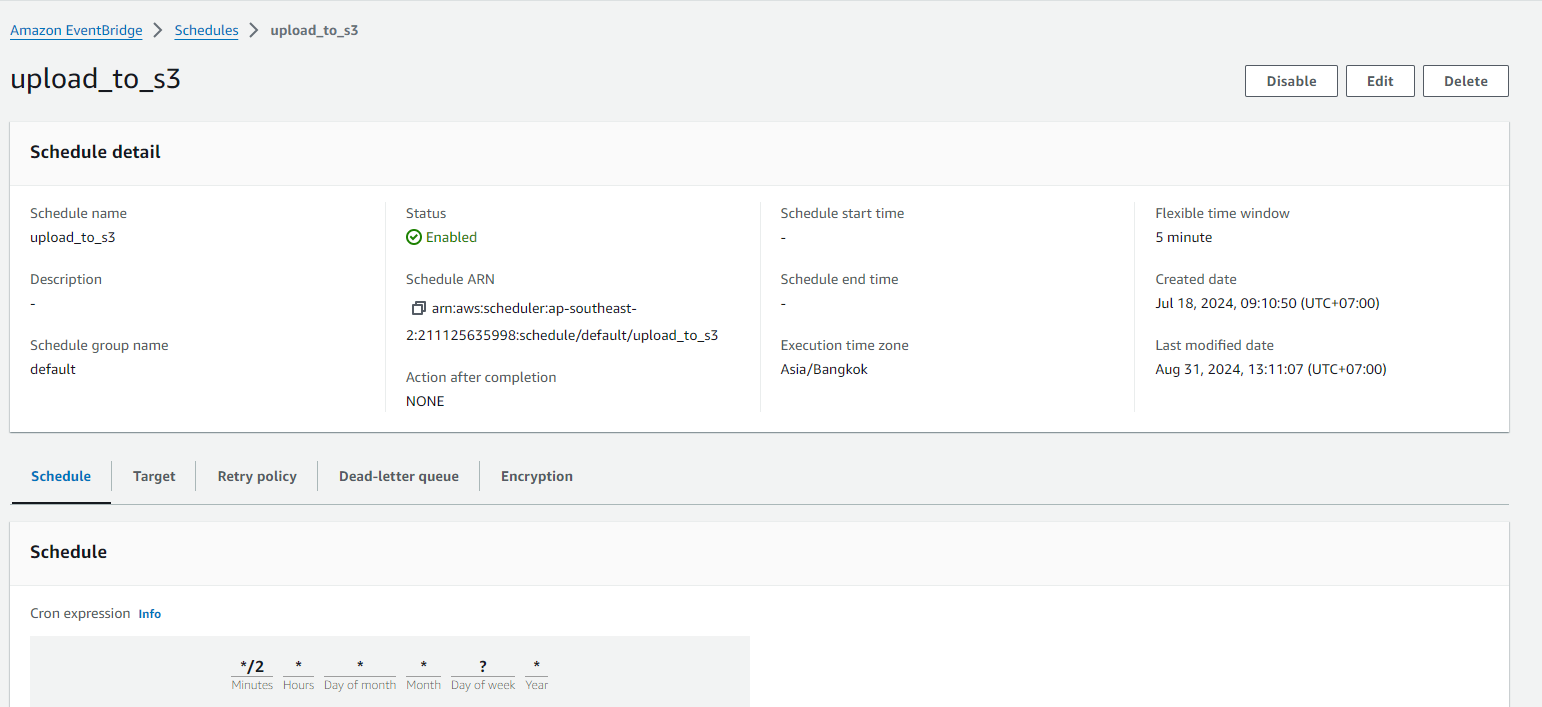 Amazon EventBridge > Schedules > upload_to_s3
upload_to_s3
Disable
Edit
Delete
Schedule detail
Schedule name
upload_to_s3
Description
-
Schedule group name
default
Status
Enabled
Schedule ARN
arn:aws:scheduler:ap-southeast-
2:211125635998:schedule/default/upload_to_s3
Action after completion
NONE
Schedule start time
-
Schedule end time
-
Execution time zone
Asia/Bangkok
Flexible time window
5 minute
Created date
Jul 18, 2024, 09:10:50 (UTC+07:00)
Last modified date
Aug 31, 2024, 13:11:07 (UTC+07:00)
Schedule
Target
Retry policy
Dead-letter queue
Encryption
Schedule
Cron expression Info
*/2 * * * ? *
Minutes Hours Day of month Month Day of week Year